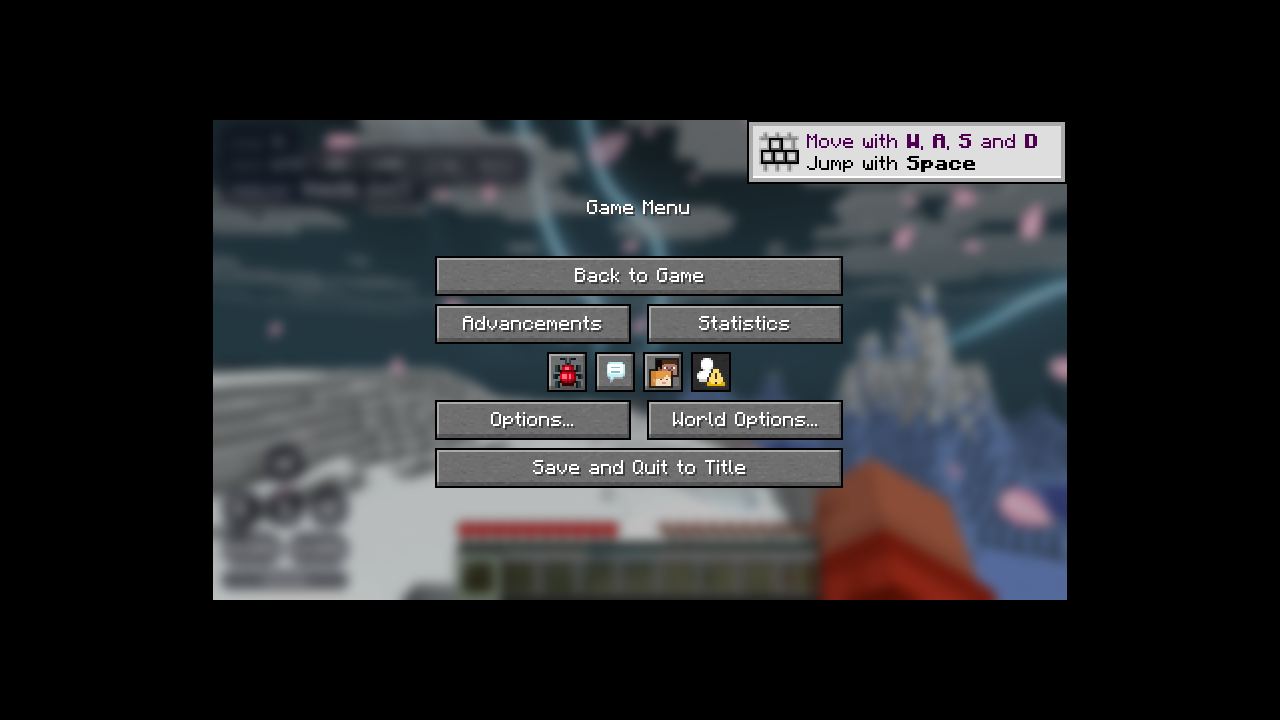 Move with W, A, S and D
Jump with Space
Game Menu
Back to Game
Advancements
Statistics
Options...
World Options...
Save and Quit to Title